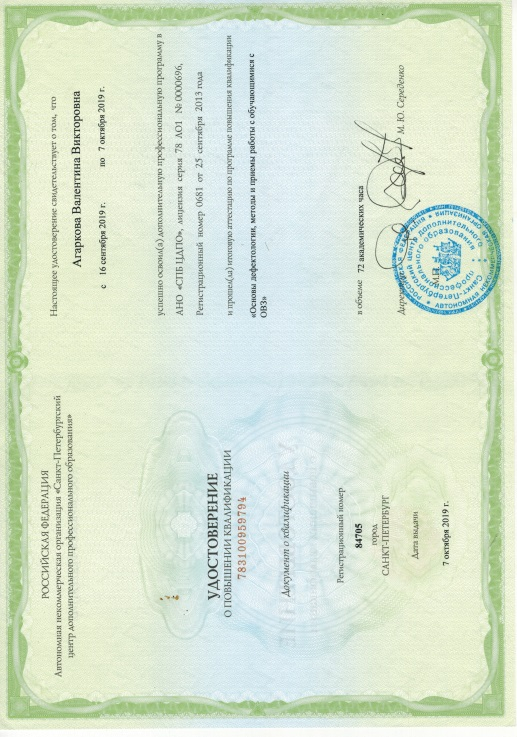 РОССИЙСКАЯ ФЕДЕРАЦИЯ
Автономная некоммерческая организация «Санкт-Петербургский
центр дополнительного профессионального образования»
УДОСТОВЕРЕНИЕ
О ПОВЫШЕНИИ КВАЛИФИКАЦИИ
783100959794
Документ о квалификации
Регистрационный номер
84705
город
САНКТ-ПЕТЕРБУРГ
Дата выдачи
7 октября 2019 г.
Настоящее удостоверение свидетельствует о том, что
Агаркова Валентина Викторовна
с 16 сентября 2019 г. по 7 октября 2019 г.
успешно освоил(а) дополнительную профессиональную программу в
АНО «СПБ ЦДПО», лицензия серия 78 ЛО1 №0000696,
Регистрационный номер 0681 от 25 сентября 2013 года
и прошел(ла) итоговую аттестацию по программе повышения квалификации
«Основы дефектологии, методы и приемы работы с обучающимися с
ОВЗ»
в объеме 72 академических часа
Директор М. Ю. Середенко
М.П.